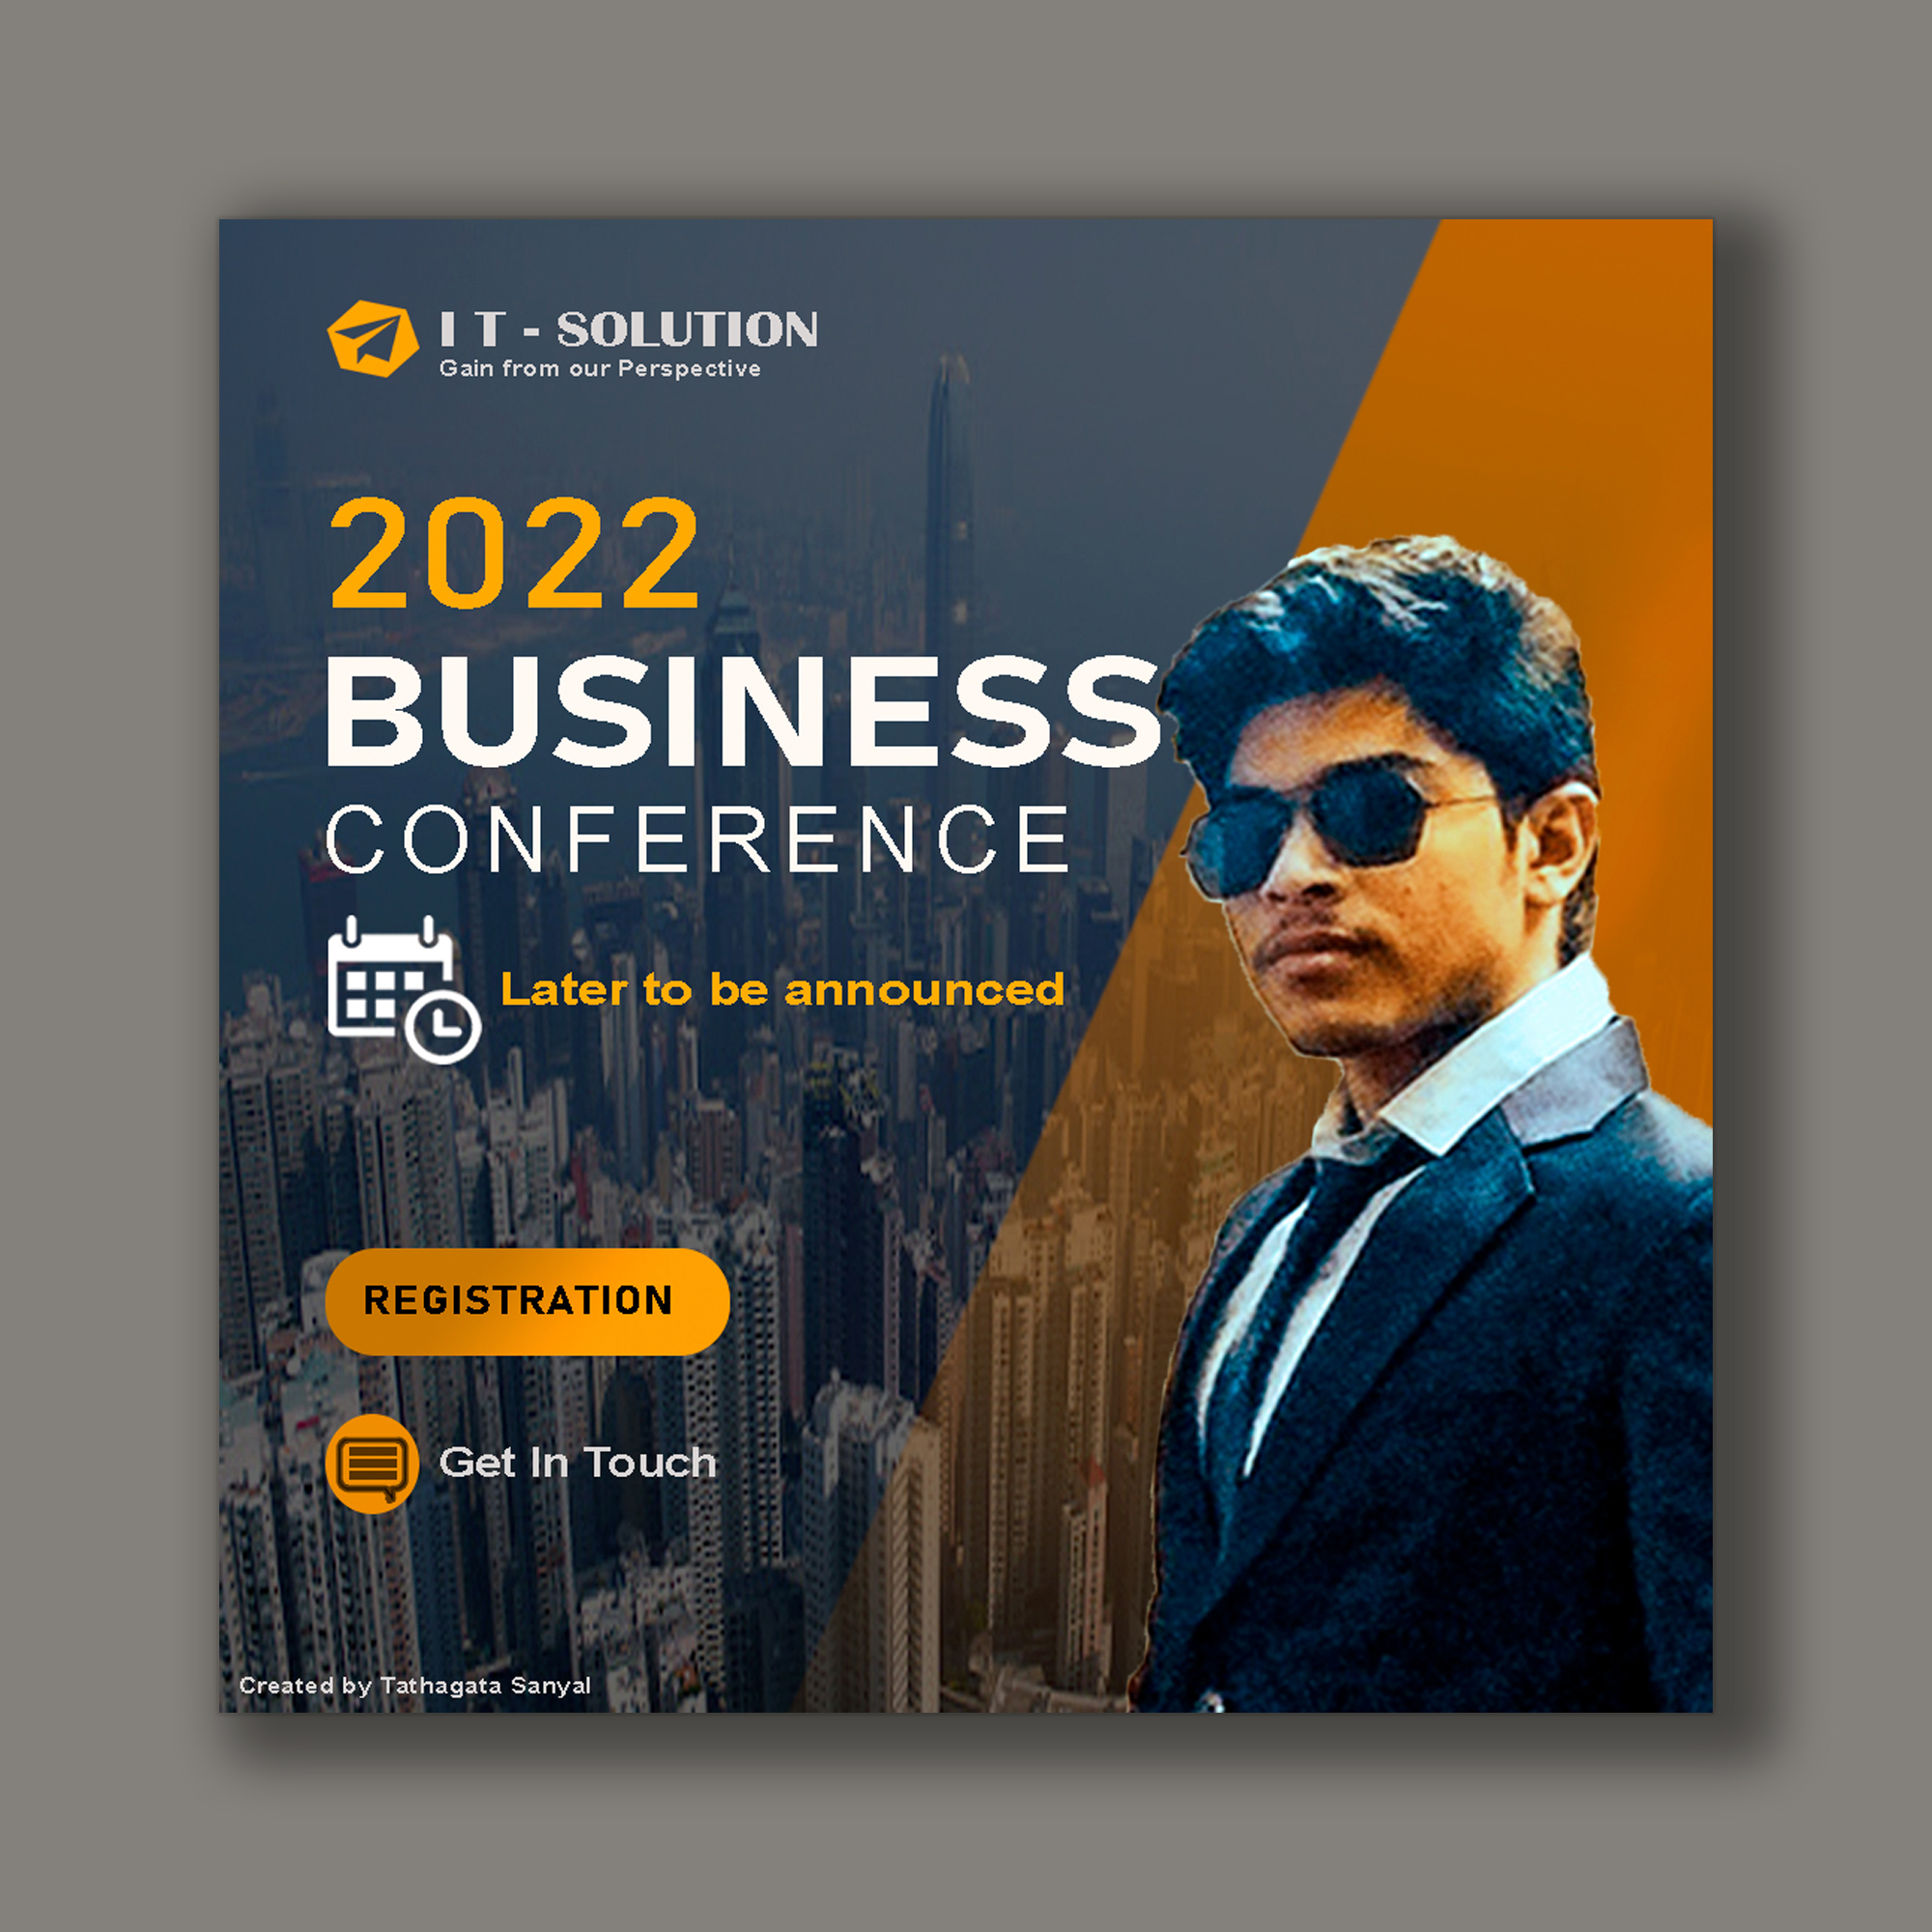 I T - SOLUTION
Gain from our Perspective
2022
BUSINESS
CONFERENCE
Later to be announced
REGISTRATION
Get In Touch
Created by Tathagata Sanyal